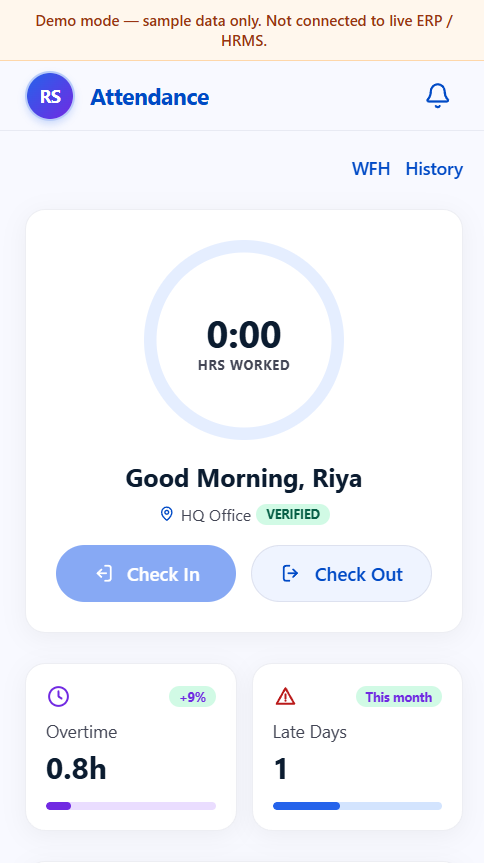 Demo mode — sample data only. Not connected to live ERP /
HRMS.
RS
Attendance
WFH History
0:00
HRS WORKED
Good Morning, Riya
HQ Office VERIFIED
Check In
Check Out
+9%
Overtime
0.8h
This month
Late Days
1